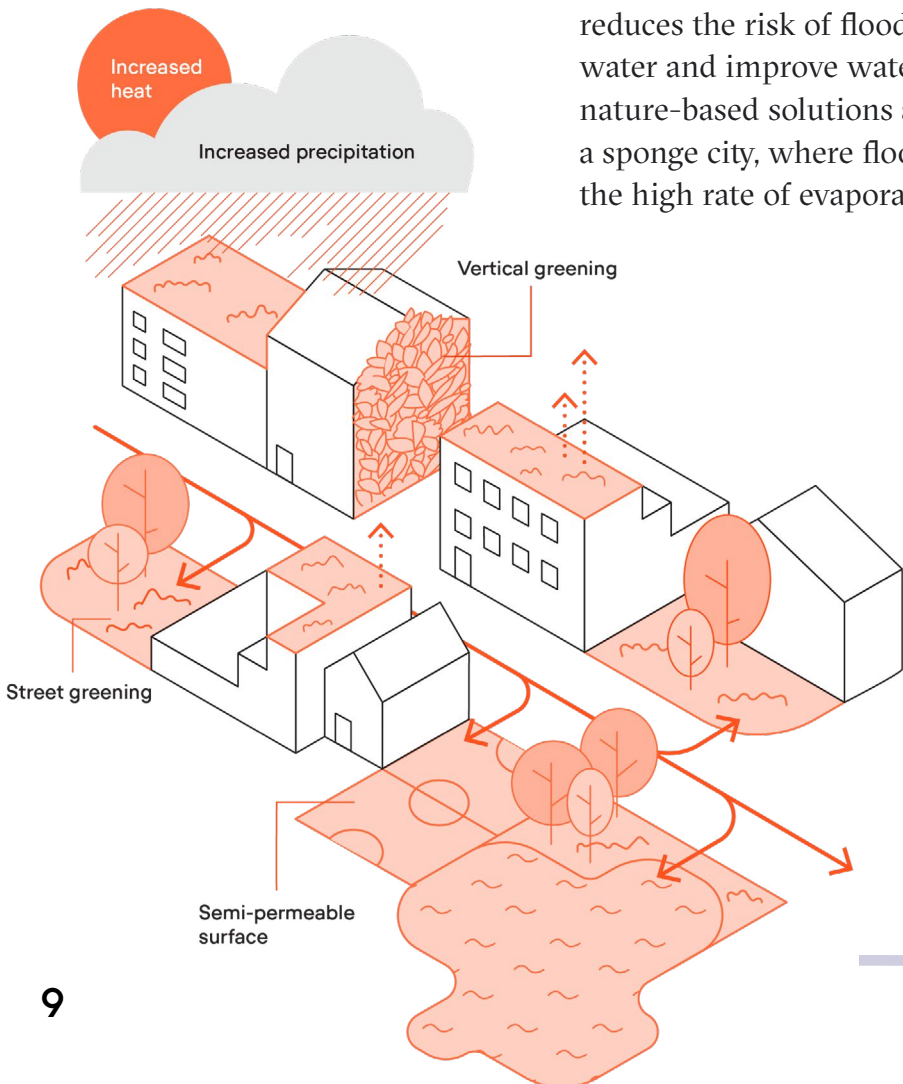 reduces the risk of flood
water and improve wate
nature-based solutions a
a sponge city, where floo
the high rate of evapora
Increased
heat
Increased precipitation
Vertical greening
Street greening
Semi-permeable
surface
9